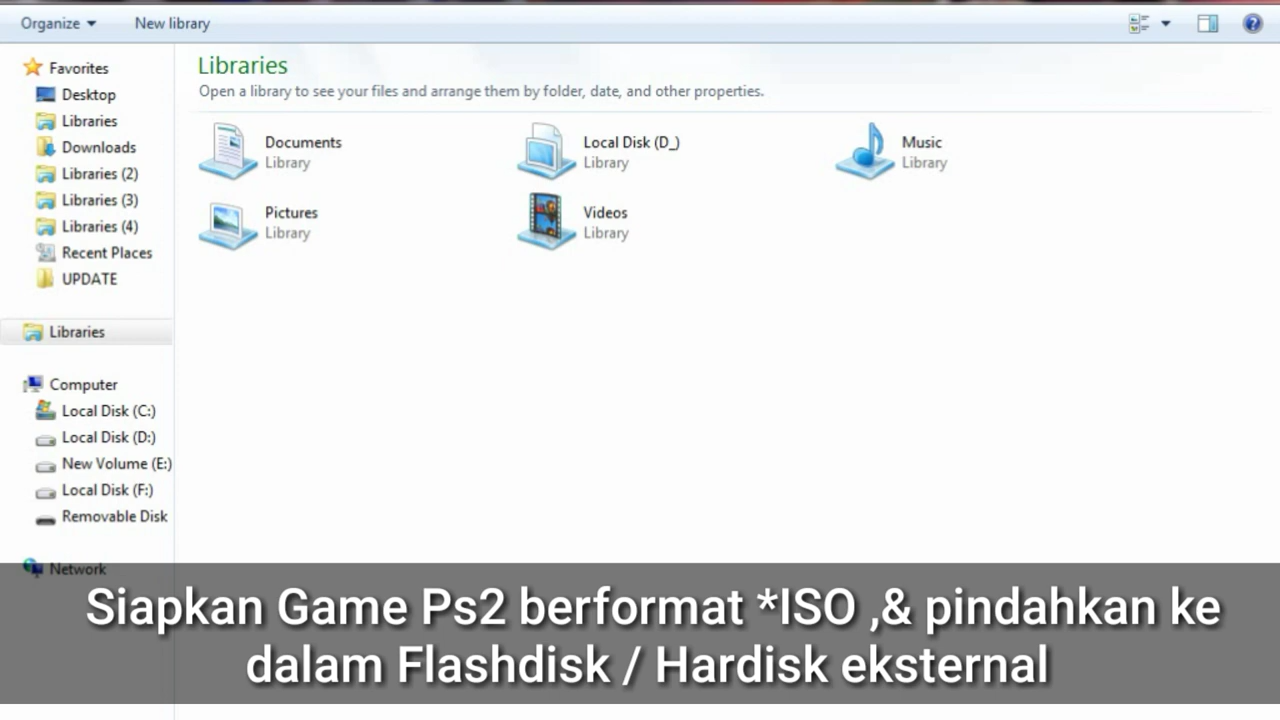 Organize
New library
Favorites
Desktop
Libraries
Downloads
Libraries (2)
Libraries (3)
Libraries (4)
Recent Places
UPDATE
Libraries
Computer
Local Disk (C:)
Local Disk (D:)
New Volume (E:)
Local Disk (F:)
Removable Disk
Network
Libraries
Open a library to see your files and arrange them by folder, date, and other properties.
Documents
Library
Local Disk (D_)
Library
Music
Library
Pictures
Library
Videos
Library
Siapkan Game Ps2 berformat *ISO ,& pindahkan ke
dalam Flashdisk / Hardisk eksternal